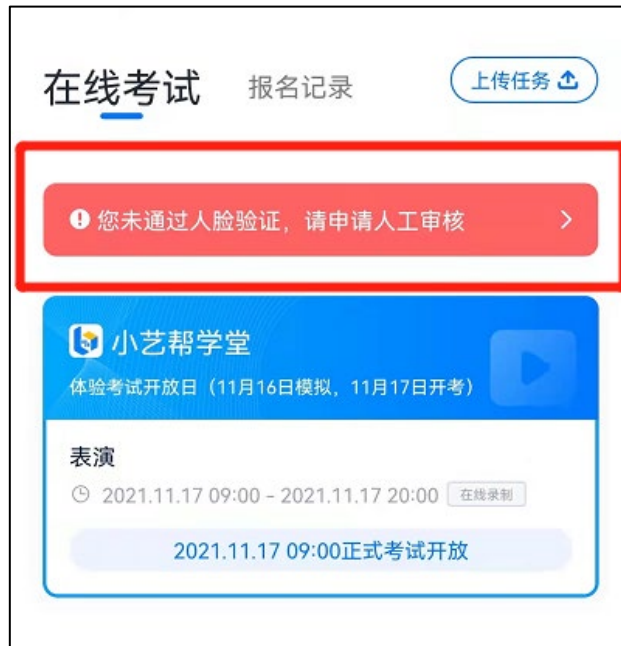 在线考试 报名记录 上传任务
您未通过人脸验证，请申请人工审核
小艺帮学堂
体验考试开放日（11月16日模拟，11月17日开考）
表演
2021.11.17 09:00 - 2021.11.17 20:00 在线录制
2021.11.17 09:00正式考试开放